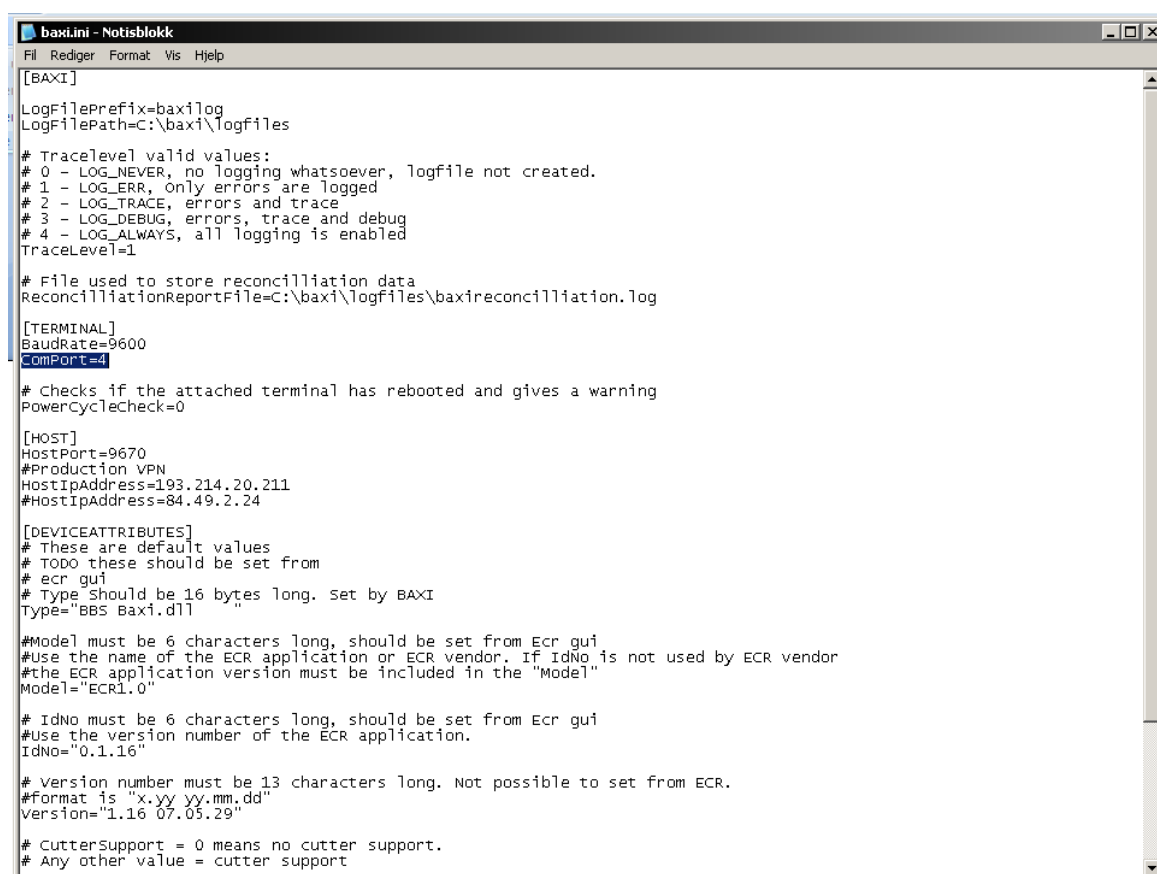 baxi.ini - Notisblokk
Fil Rediger Format Vis Hjelp
[BAXI]
LogFilePrefix=baxilog
LogFilePath=C:\baxi\logfiles
# Tracelevel valid values:
# 0 - LOG_NEVER, no logging whatsoever, logfile not created.
# 1 - LOG_ERR, Only errors are logged
# 2 - LOG_TRACE, errors and trace
# 3 - LOG_DEBUG, errors, trace and debug
# 4 - LOG_ALWAYS, all logging is enabled
TraceLevel=1
# File used to store reconcilliation data
ReconcilliationReportFile=C:\baxi\logfiles\baxireconcilliation.log
[TERMINAL]
BaudRate=9600
ComPort=4
# Checks if the attached terminal has rebooted and gives a warning
PowerCycleCheck=0
[HOST]
HostPort=9670
#Production VPN
HostIpAddress=193.214.20.211
#HostIpAddress=84.49.2.24
[DEVICEATTRIBUTES]
# These are default values
# TODO these should be set from
# ecr gui
# Type Should be 16 bytes long. Set by BAXI
Type="BBS Baxi.dll    "
#Model must be 6 characters long, should be set from Ecr gui
#Use the name of the ECR application or ECR vendor. If IdNo is not used by ECR vendor
#the ECR application version must be included in the "Model"
Model="ECR1.0"
# IdNo must be 6 characters long, should be set from Ecr gui
#Use the version number of the ECR application.
IdNo="0.1.16"
# Version number must be 13 characters long. Not possible to set from ECR.
#format is "x.yy yy.mm.dd"
Version="1.16 07.05.29"
# CutterSupport = 0 means no cutter support.
# Any other value = cutter support